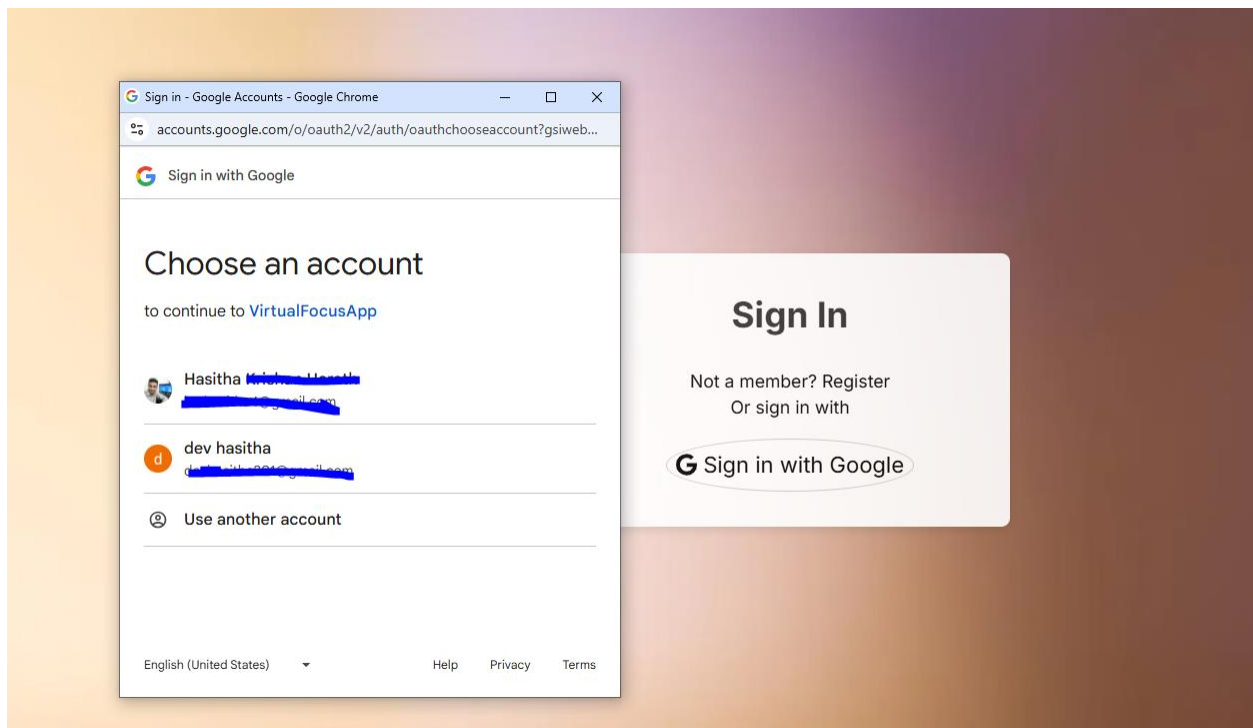 Sign in - Google Accounts - Google Chrome
accounts.google.com/o/oauth2/v2/auth/oauthchooseaccount?gsiweb...
Sign in with Google
Choose an account
to continue to VirtualFocusApp
Hasitha
dev hasitha
Use another account
English (United States)
Help Privacy Terms
Sign In
Not a member? Register
Or sign in with
G Sign in with Google